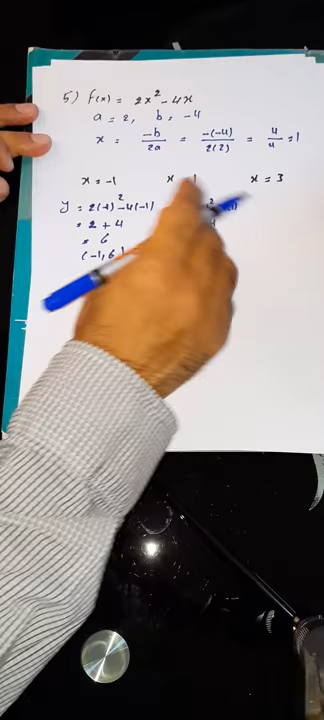 5) f(x) = 2x² - 4x
a = 2, b = -4
x = -b/2a = -(-4)/2(2) = 4/4 = 1
x = -1 x 1 x = 3
y = 2(-1)² - 4(-1)
= 2 + 4
= 6
(-1, 6)